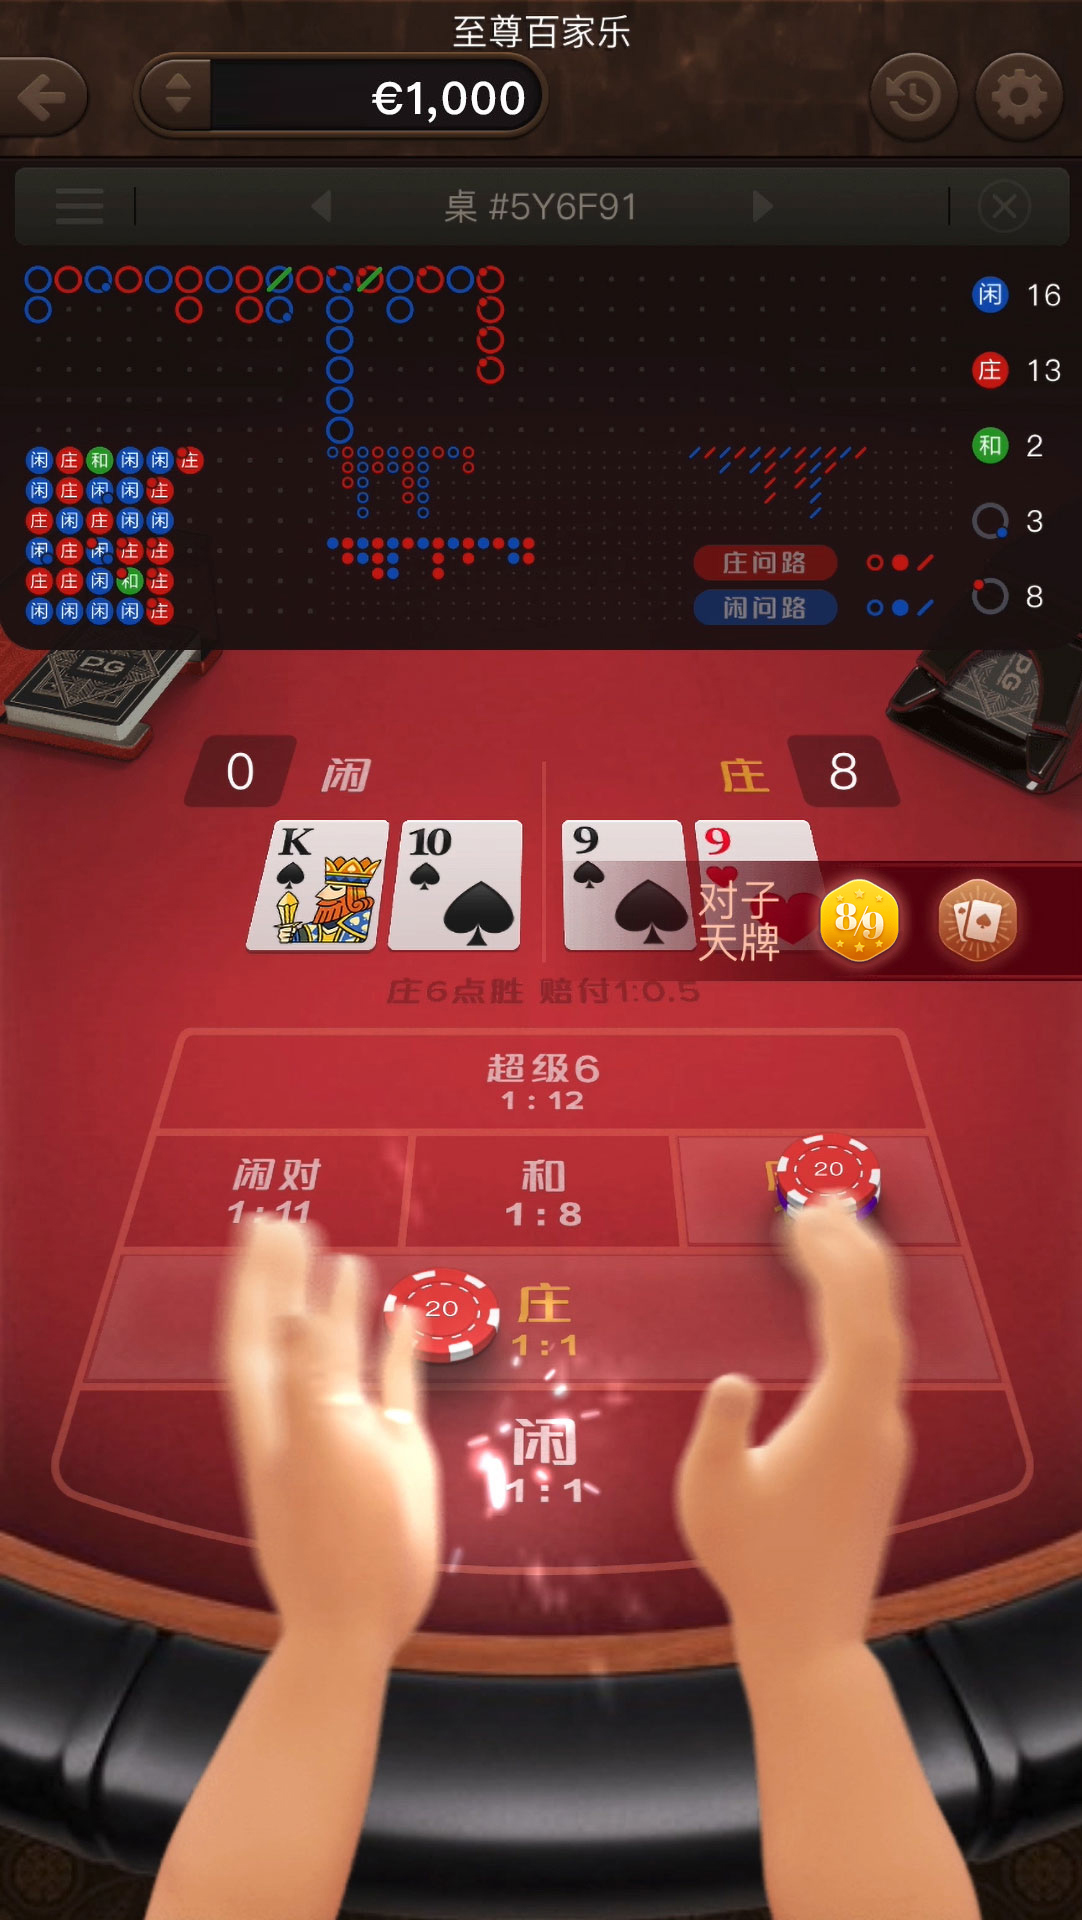 至尊百家乐
€1,000
桌 #5Y6F91
闲 16
庄 13
和 2
3
8
闲 庄 和 闲 闲 庄
闲 庄 闲 闲 庄
庄 闲 庄 闲 闲
闲 庄 闲 庄 庄
庄 庄 闲 和 庄
闲 闲 闲 闲 庄
庄问路
闲问路
PG
PG
0 闲 庄 8
K 10 9 9
对子
天牌
8/9
庄6点胜 赔付1:0.5
超级6
1 : 12
闲对 和
1:11 1:8
20
20
庄
1:1
闲
1:1